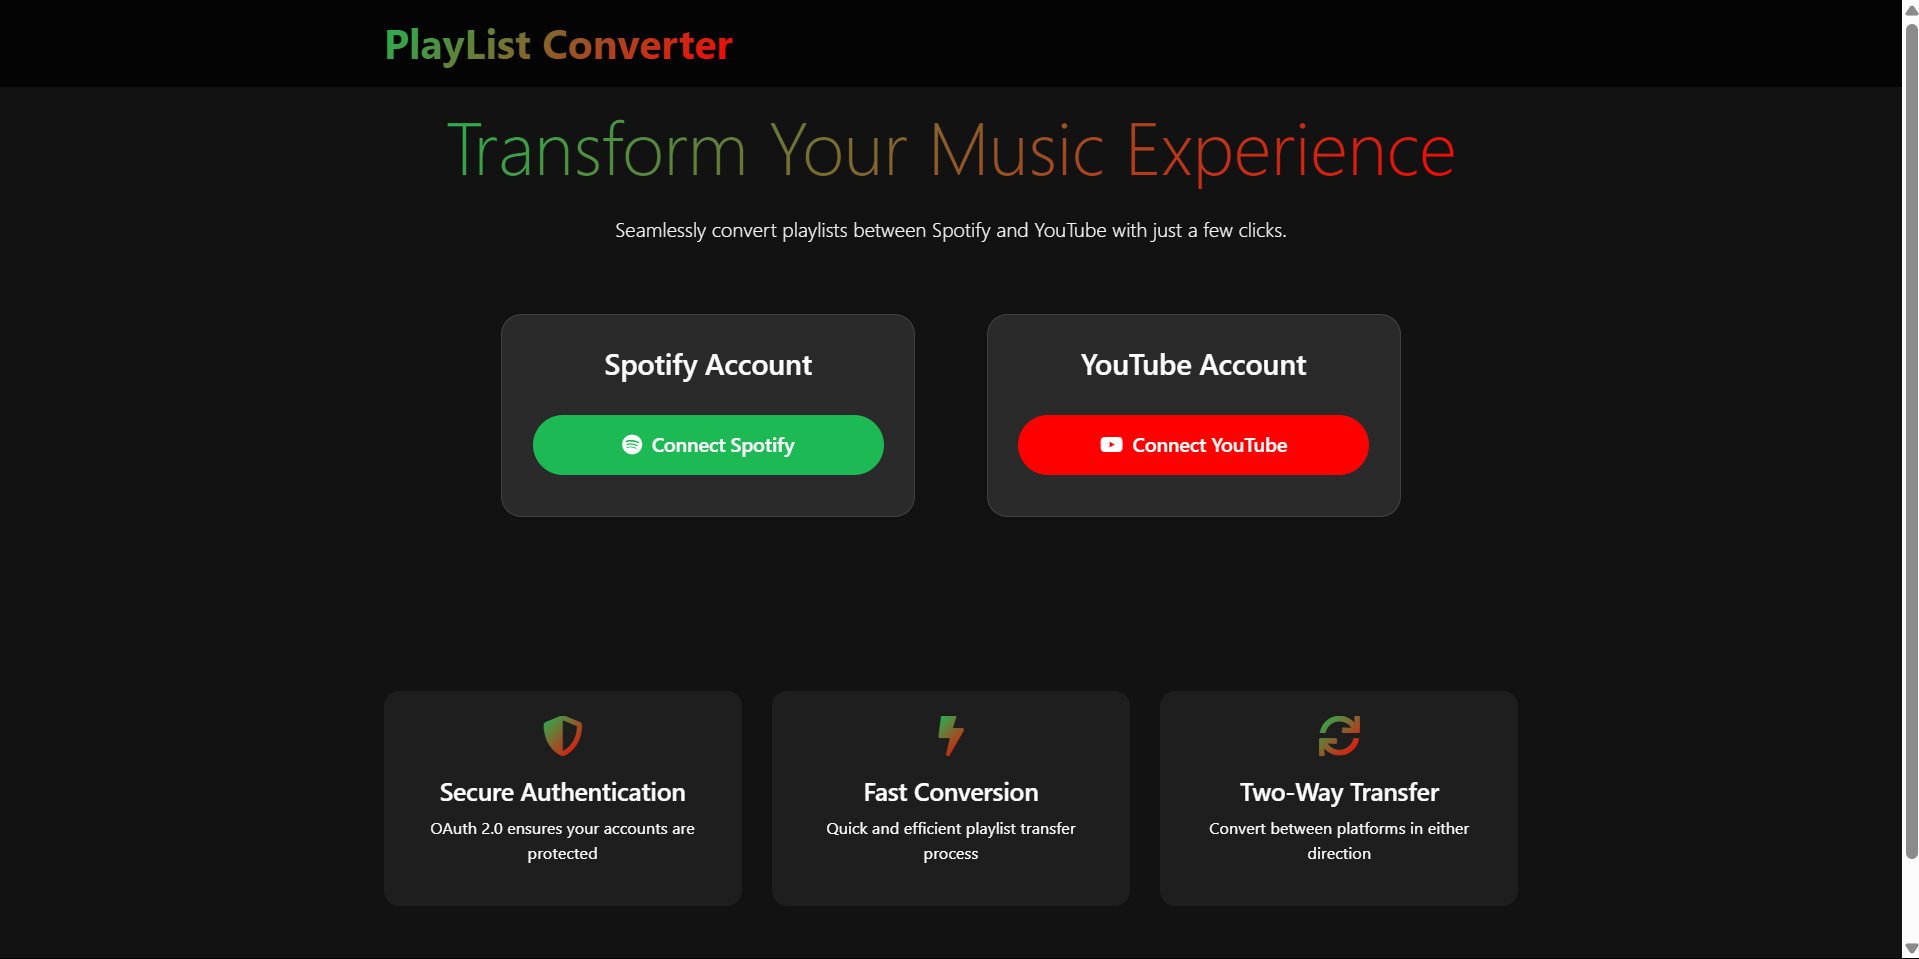 PlayList Converter
Transform Your Music Experience
Seamlessly convert playlists between Spotify and YouTube with just a few clicks.
Spotify Account
Connect Spotify
YouTube Account
Connect YouTube
Secure Authentication
OAuth 2.0 ensures your accounts are
protected
Fast Conversion
Quick and efficient playlist transfer
process
Two-Way Transfer
Convert between platforms in either
direction